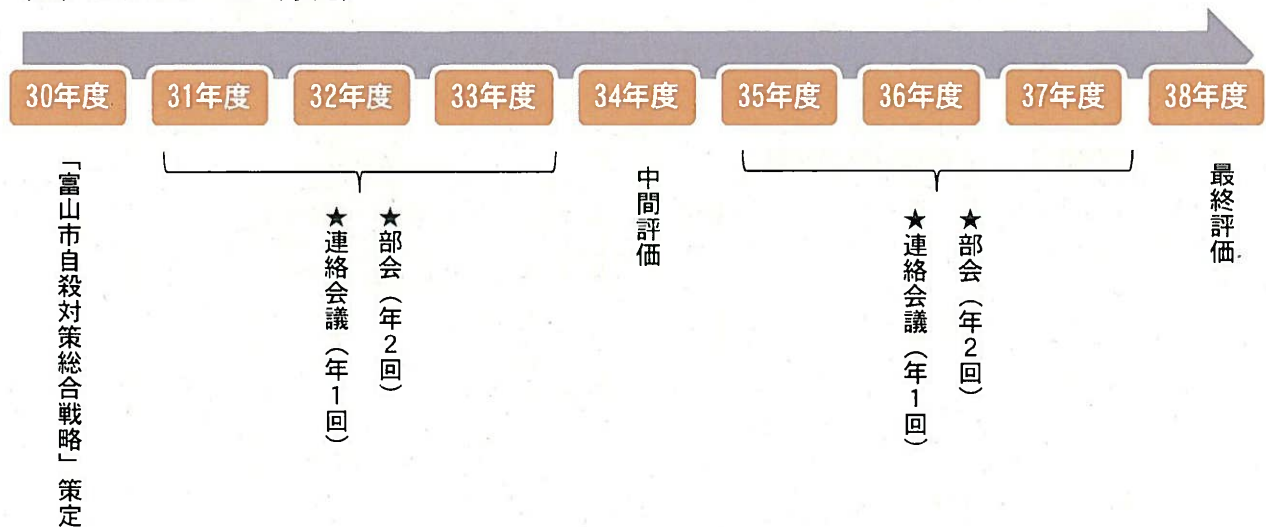 30年度
31年度
32年度
33年度
34年度
35年度
36年度
37年度
38年度
「富山市自殺対策総合戦略」策定
★部会（年2回）
★連絡会議（年1回）
中間評価
★部会（年2回）
★連絡会議（年1回）
最終評価